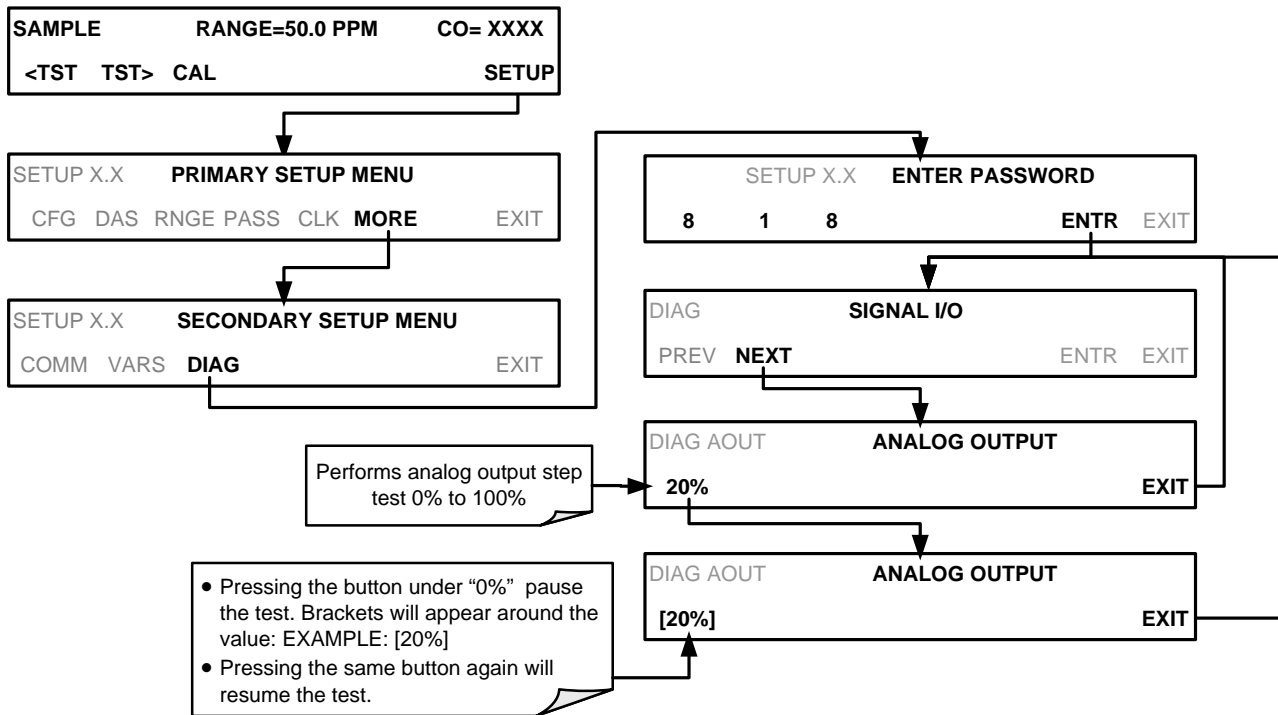 SAMPLE RANGE=50.0 PPM CO= XXXX
<TST TST> CAL SETUP
SETUP X.X PRIMARY SETUP MENU
CFG DAS RNGE PASS CLK MORE EXIT
SETUP X.X SECONDARY SETUP MENU
COMM VARS DIAG EXIT
SETUP X.X ENTER PASSWORD
8 1 8 ENTR EXIT
DIAG SIGNAL I/O
PREV NEXT ENTR EXIT
DIAG AOUT ANALOG OUTPUT
20% EXIT
Performs analog output step
test 0% to 100%
DIAG AOUT ANALOG OUTPUT
[20%] EXIT
• Pressing the button under “0%” pause
the test. Brackets will appear around the
value: EXAMPLE: [20%]
• Pressing the same button again will
resume the test.